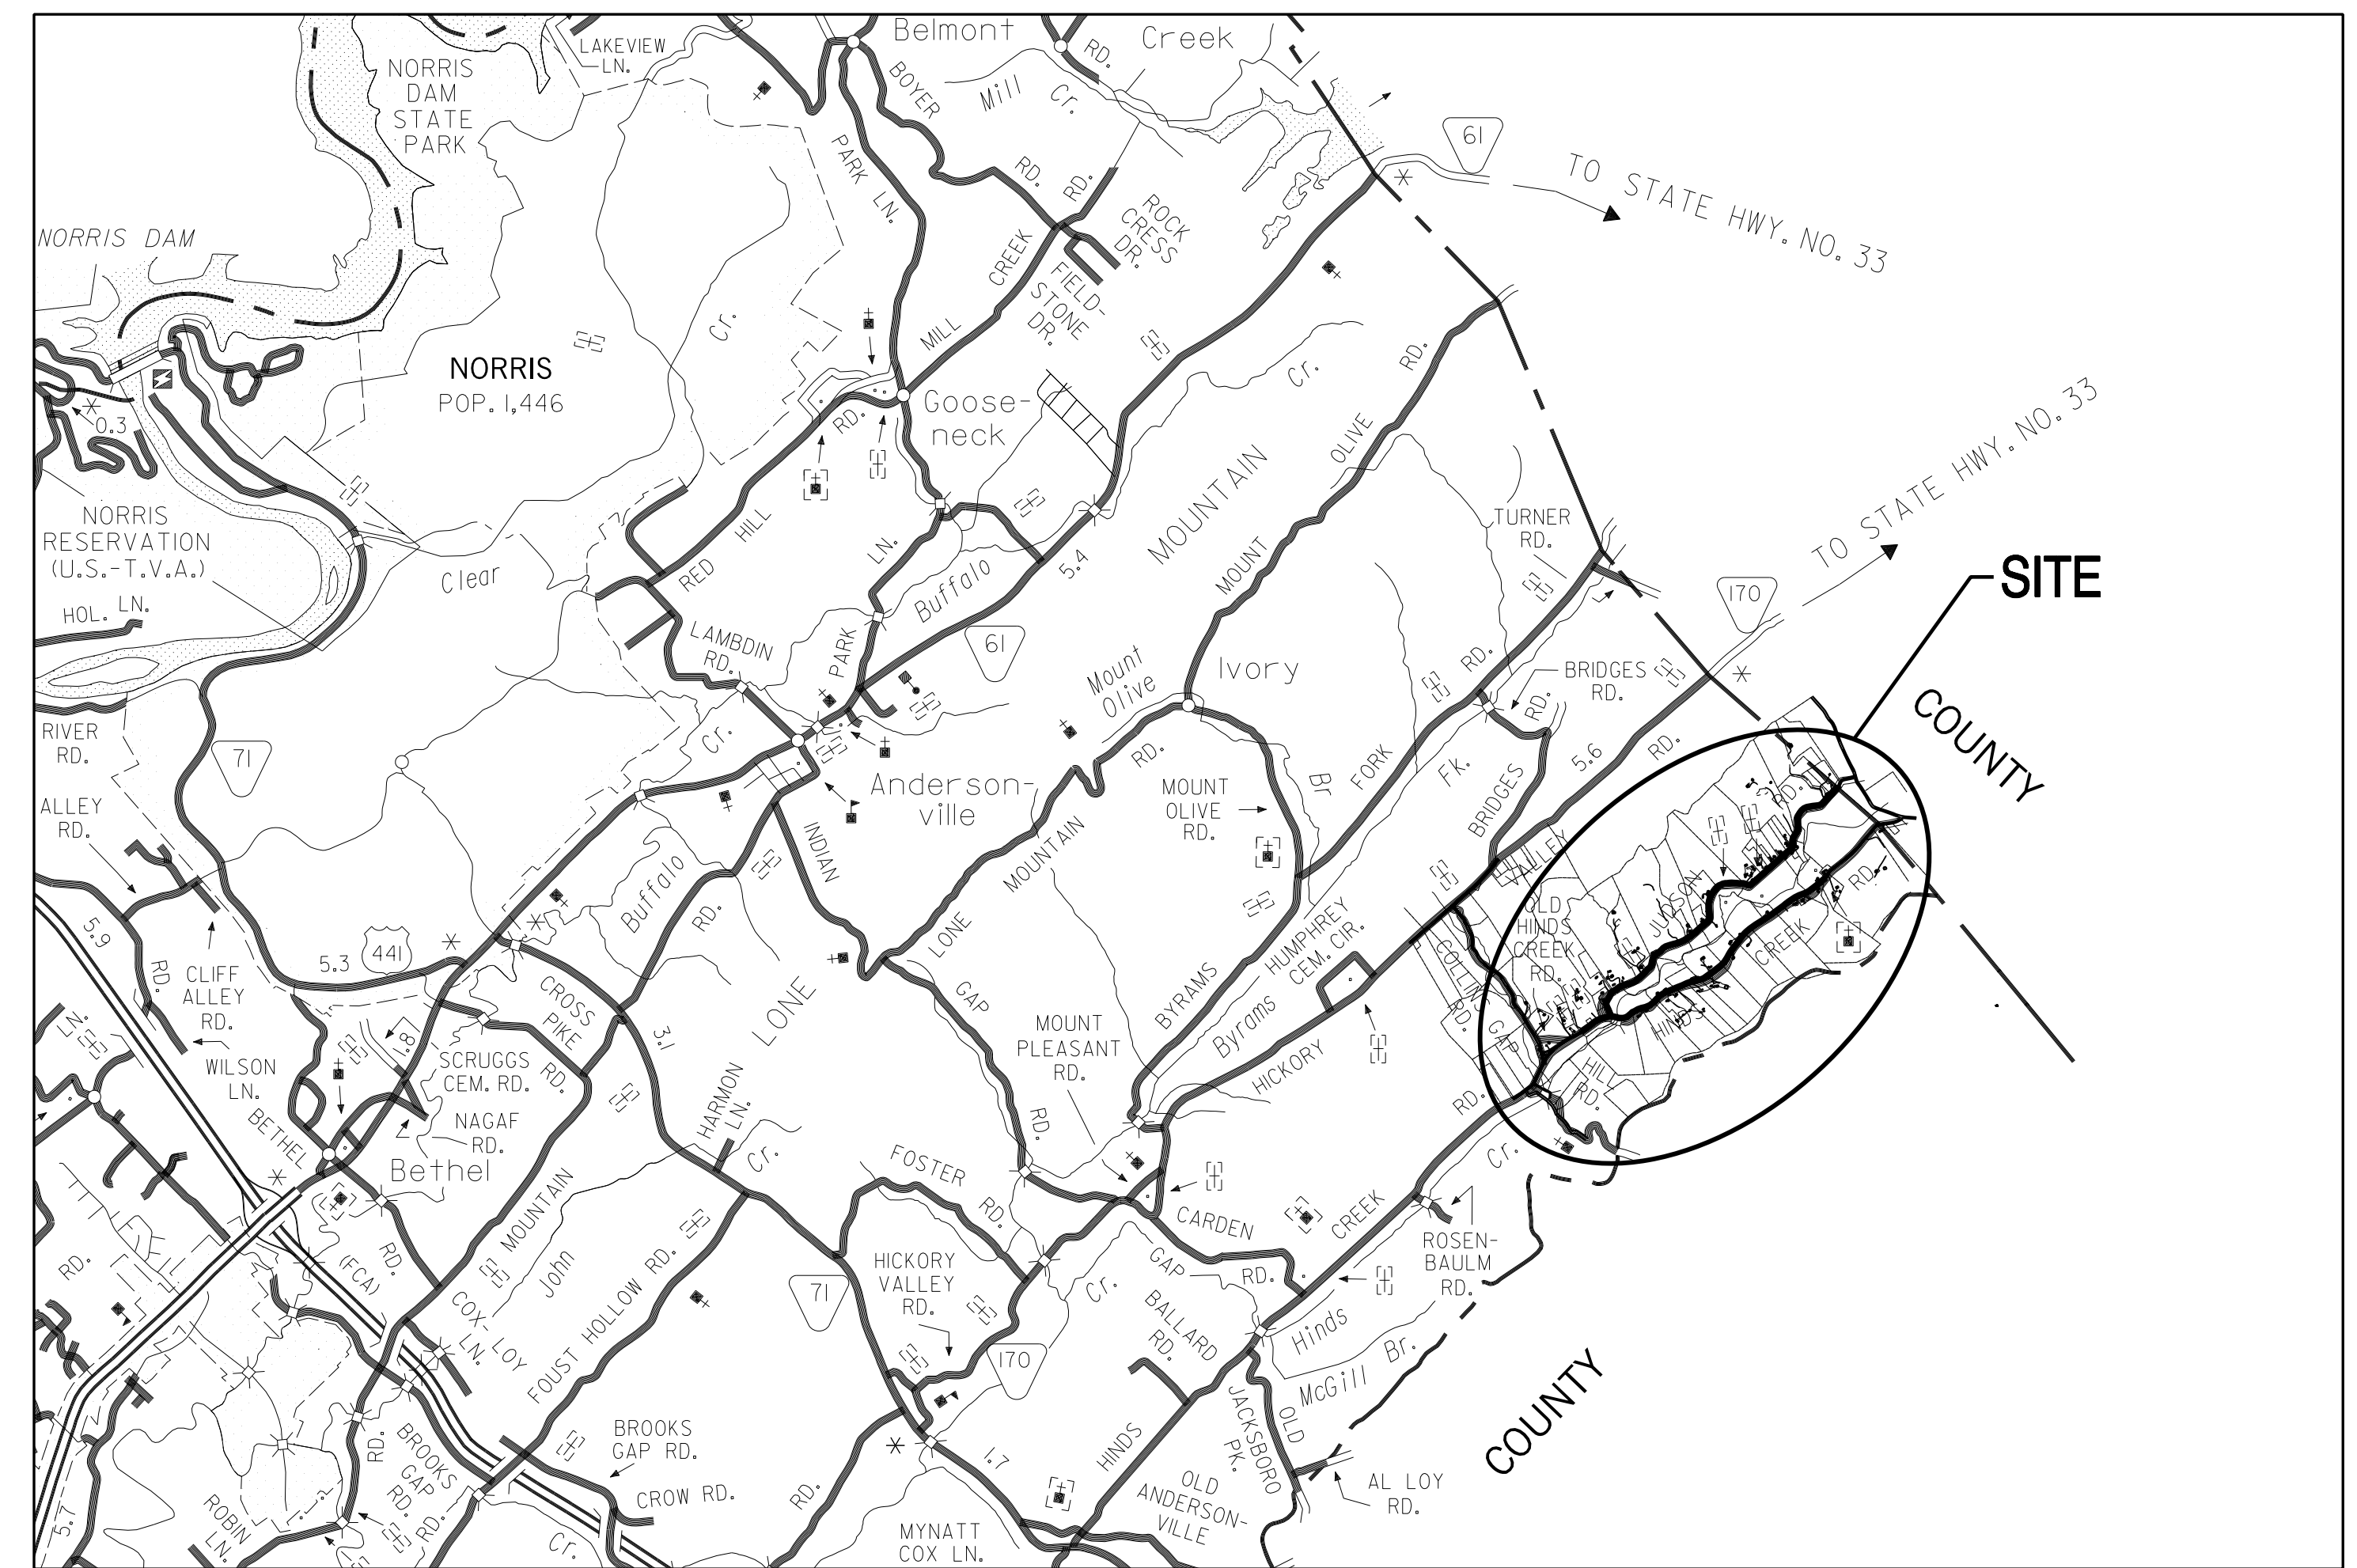 LAKEVIEW
LN.
Belmont
Creek
RD.
NORRIS
DAM
STATE
PARK
BOYER
Mill
Cr.
61
TO STATE HWY. NO. 33
PARK
LN.
RD.
RD.
ROCK
CRESS
DR.
NORRIS DAM
CREEK
FIELD-
STONE
DR.
Cr.
MILL
NORRIS
POP. 1,446
Cr.
RD.
0.3
RD.
Goose-
neck
OLIVE
TO STATE HWY. NO. 33
MOUNTAIN
NORRIS
RESERVATION
(U.S.-T.V.A.)
HILL
RED
LN.
TURNER
RD.
SITE
Clear
Buffalo
5.4
MOUNT
170
HOL. LN.
LAMBDIN
RD.
PARK
61
Mount
Olive
Ivory
RD.
BRIDGES
RD.
RD.
COUNTY
RIVER
RD.
71
Cr.
RD.
Br
FORK
Fk.
5.6
RD.
Anderson-
ville
MOUNT
OLIVE
RD.
BRIDGES
ALLEY
RD.
INDIAN
MOUNTAIN
VALLEY
RD.
Buffalo
RD.
RD.
5.9
OLD
HINDS
CREEK
RD.
JUDSON
CREEK
HINDS
COLLINS
GAP
RD.
LONE
HUMPHREY
CEM. CIR.
441
5.3
RD.
CLIFF
ALLEY
RD.
CROSS
PIKE
GAP
BYRAMS
LONE
LN.
1.8
3.1
Byrams
MOUNT
PLEASANT
RD.
HICKORY
WILSON
LN.
SCRUGGS
CEM. RD.
RD.
HILL
RD.
HARMON
LN.
RD.
RD.
BETHEL
NAGAF
RD.
Bethel
Cr.
FOSTER
RD.
Cr.
MOUNTAIN
CARDEN
GAP
RD.
CREEK
ROSEN-
BAULM
RD.
RD.
RD.
(FCA)
John
FOUST HOLLOW RD.
HICKORY
VALLEY
RD.
Cr.
71
COX-LOY
LN.
BALLARD
RD.
Hinds
170
McGill Br.
COUNTY
JACKSBORO
PK.
OLD
BROOKS
GAP RD.
BROOKS
GAP
RD.
RD.
1.7
HINDS
AL LOY
RD.
CROW RD.
RD.
OLD
ANDERSON-
VILLE
ROBIN
LN.
RD.
5.7
Cr.
MYNATT
COX LN.